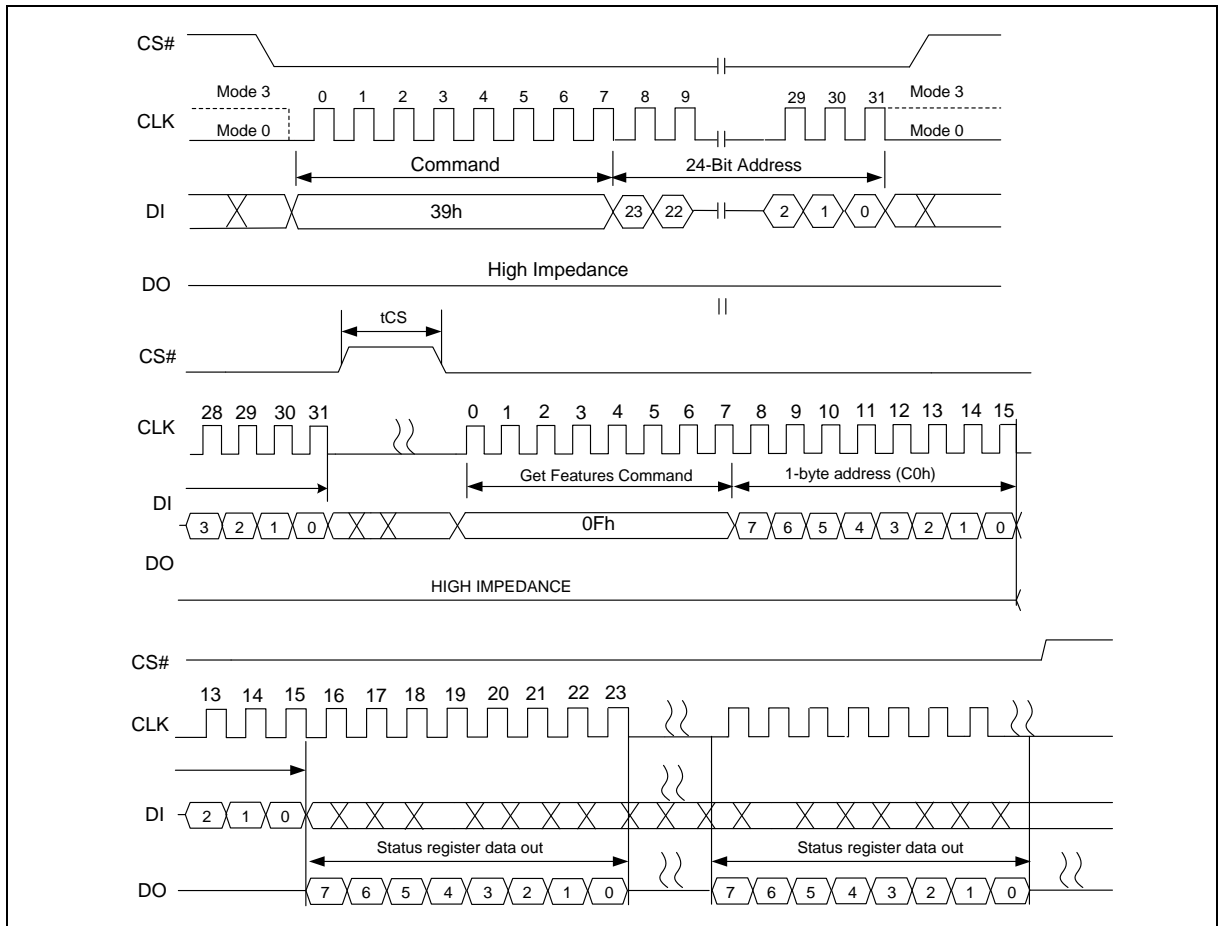 CS#
Mode 3
0 1 2 3 4 5 6 7 8 9 29 30 31
Mode 3
CLK
Mode 0
Mode 0
Command
24-Bit Address
DI
39h
23 22 2 1 0
High Impedance
DO
tCS
CS#
28 29 30 31 0 1 2 3 4 5 6 7 8 9 10 11 12 13 14 15
CLK
Get Features Command
1-byte address (C0h)
DI
3 2 1 0
0Fh
7 6 5 4 3 2 1 0
DO
HIGH IMPEDANCE
CS#
13 14 15 16 17 18 19 20 21 22 23
CLK
DI
2 1 0
Status register data out
Status register data out
DO
7 6 5 4 3 2 1 0
7 6 5 4 3 2 1 0